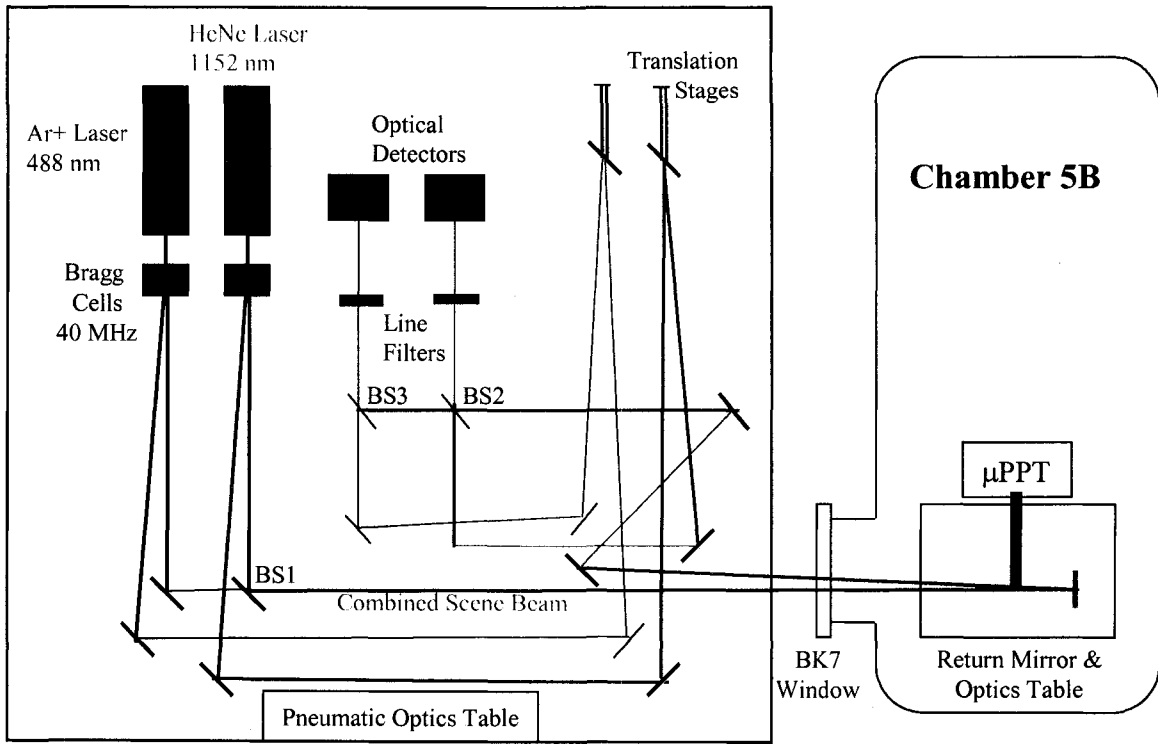 HeNe Laser
1152 nm
Ar+ Laser
488 nm
Optical
Detectors
Translation
Stages
Chamber 5B
Bragg
Cells
40 MHz
Line
Filters
BS3
BS2
μPPT
BS1
Combined Scene Beam
BK7
Window
Return Mirror &
Optics Table
Pneumatic Optics Table